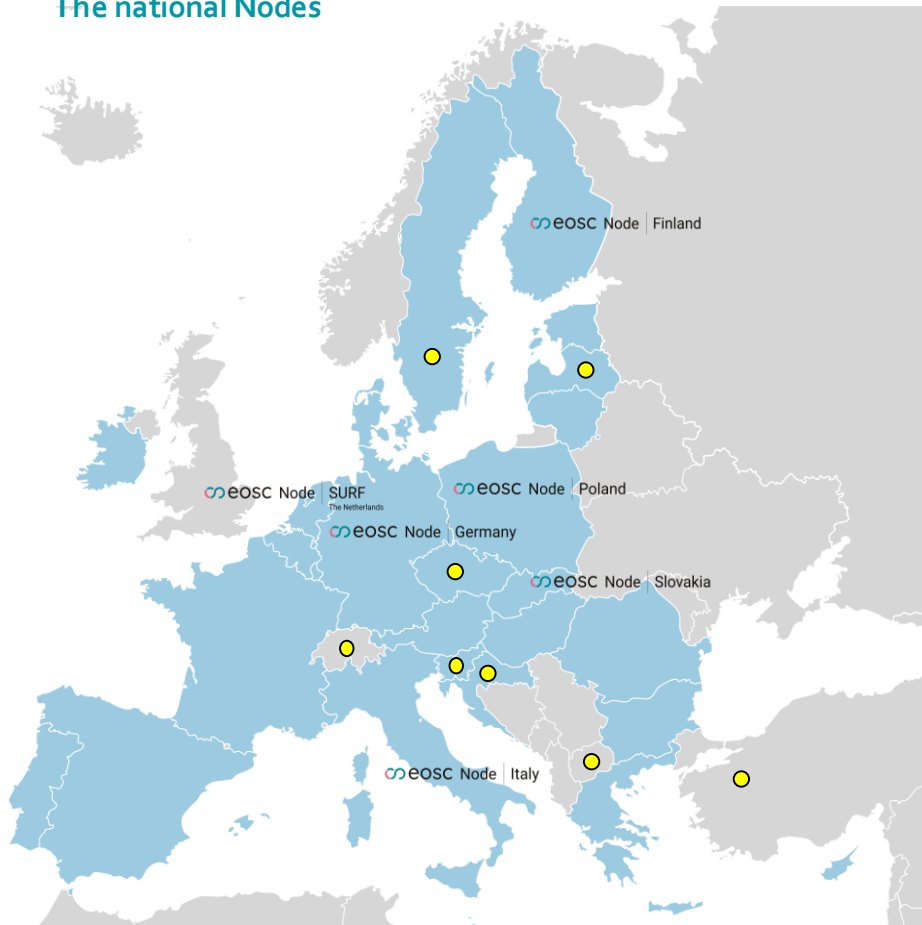 The national Nodes
eosc Node | Finland
eosc Node | SURF
The Netherlands
eosc Node | Poland
eosc Node | Germany
eosc Node | Slovakia
eosc Node | Italy